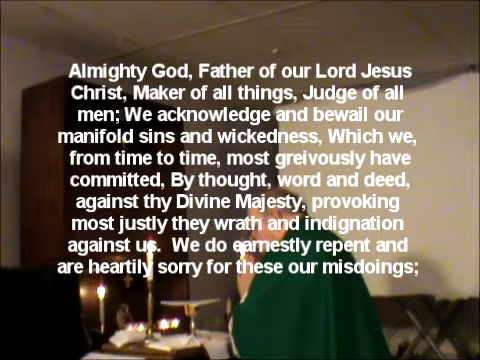 Almighty God, Father of our Lord Jesus
Christ, Maker of all things, Judge of all
men; We acknowledge and bewail our
manifold sins and wickedness, Which we,
from time to time, most greivously have
committed, By thought, word and deed,
against thy Divine Majesty, provoking
most justly they wrath and indignation
against us. We do earnestly repent and
are heartily sorry for these our misdoings;